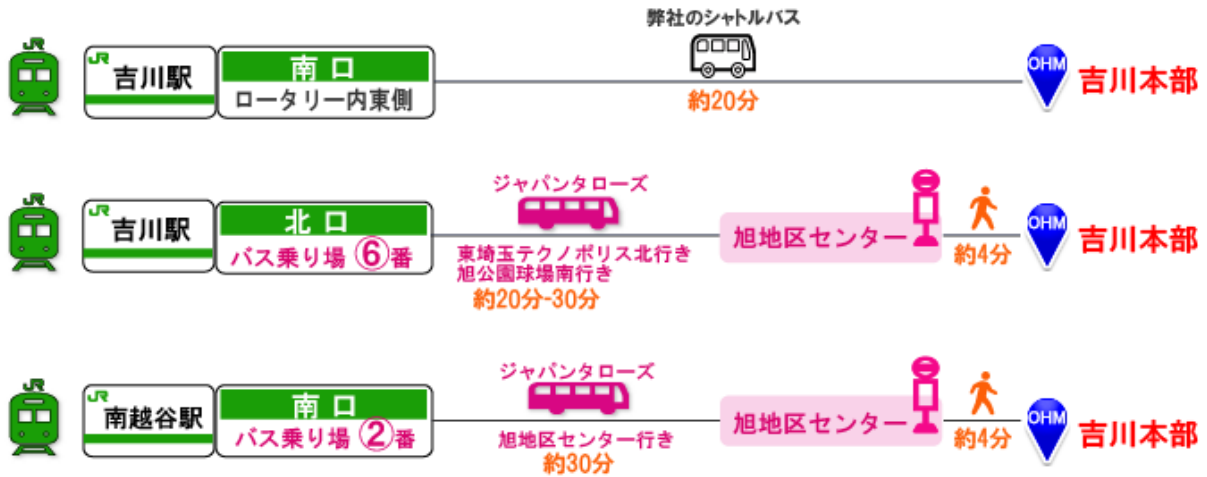 弊社のシャトルバス
JR
JR
吉川駅
南口
ロータリー内東側
約20分
OHM
吉川本部
JR
JR
吉川駅
北口
バス乗り場⑥番
ジャパンタローズ
東埼玉テクノポリス北行き
旭公園球場南行き
約20分-30分
旭地区センター
約4分
OHM
吉川本部
JR
JR
南越谷駅
南口
バス乗り場②番
ジャパンタローズ
旭地区センター行き
約30分
旭地区センター
約4分
OHM
吉川本部